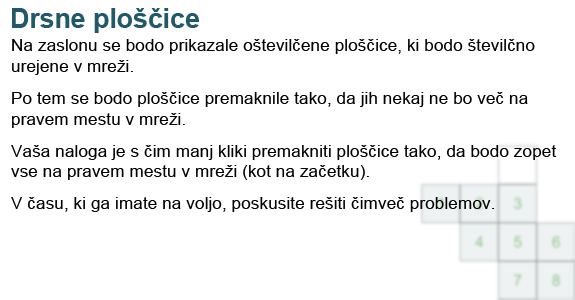 Drsne ploščice
Na zaslonu se bodo prikazale oštevilčene ploščice, ki bodo številčno
urejene v mreži.
Po tem se bodo ploščice premaknile tako, da jih nekaj ne bo več na
pravem mestu v mreži.
Vaša naloga je s čim manj kliki premakniti ploščice tako, da bodo zopet
vse na pravem mestu v mreži (kot na začetku).
V času, ki ga imate na voljo, poskusite rešiti čimveč problemov.
3
4 5 6
7 8